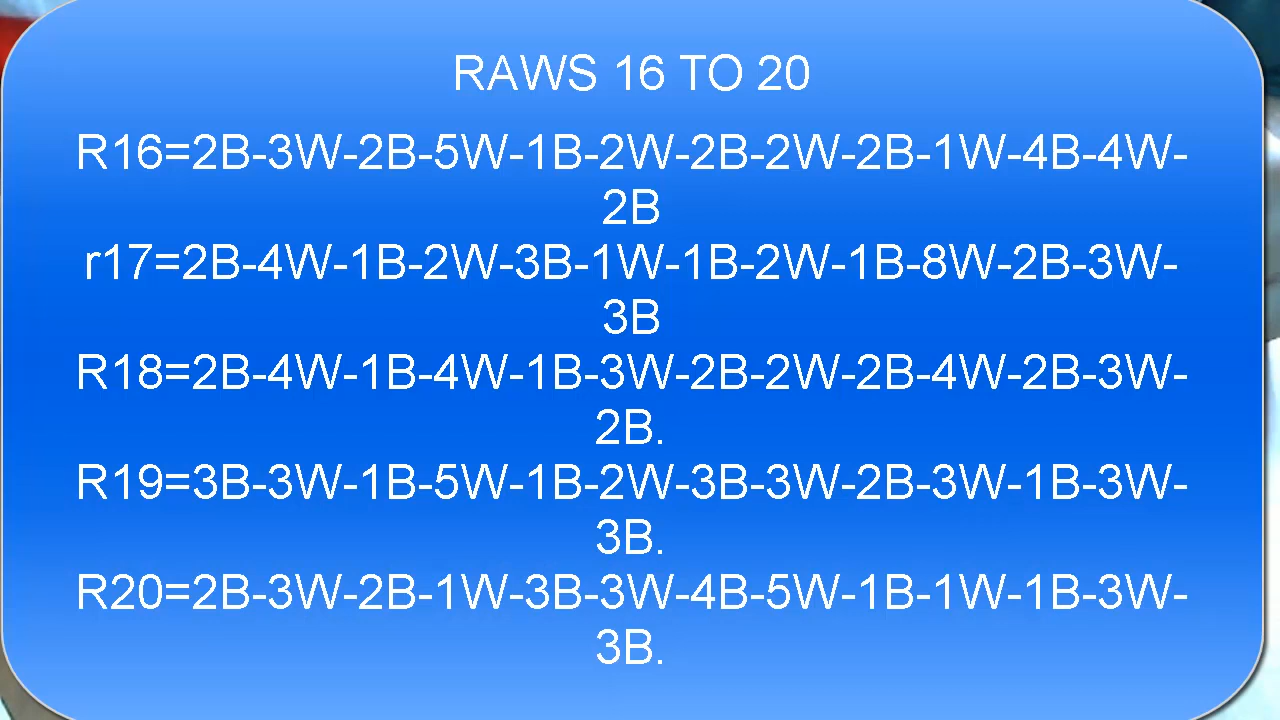 RAWS 16 TO 20
R16=2B-3W-2B-5W-1B-2W-2B-2W-2B-1W-4B-4W-
2B
r17=2B-4W-1B-2W-3B-1W-1B-2W-1B-8W-2B-3W-
3B
R18=2B-4W-1B-4W-1B-3W-2B-2W-2B-4W-2B-3W-
2B.
R19=3B-3W-1B-5W-1B-2W-3B-3W-2B-3W-1B-3W-
3B.
R20=2B-3W-2B-1W-3B-3W-4B-5W-1B-1W-1B-3W-
3B.